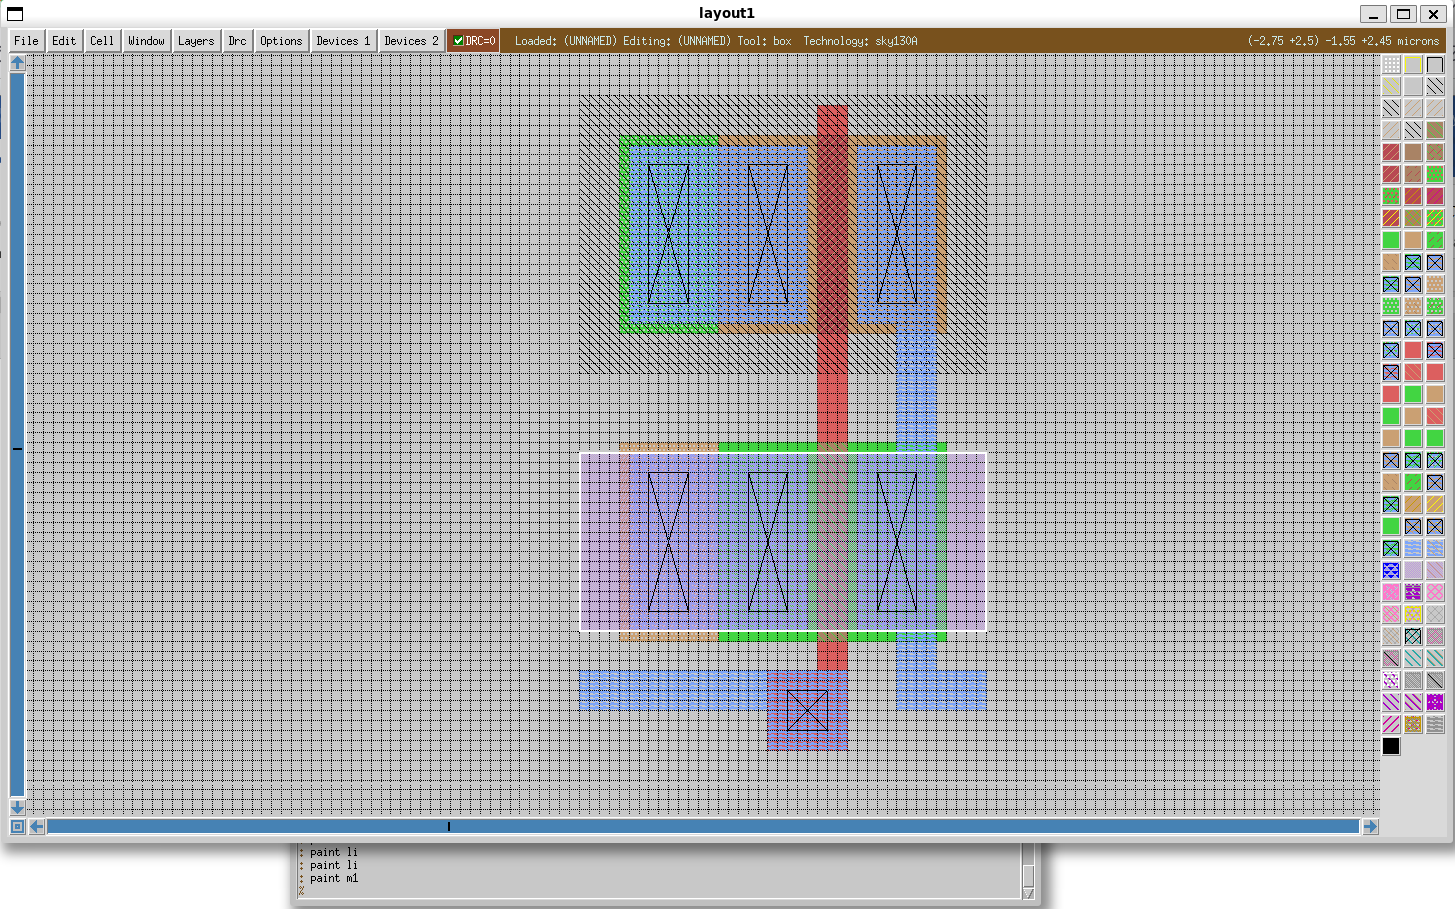 layout1
File Edit Cell Window Layers Drc Options Devices 1 Devices 2 DRC=0 Loaded: (UNNAMED) Editing: (UNNAMED) Tool: box Technology: sky130A (-2.75 +2.5) -1.55 +2.45 microns
: paint li
: paint li
: paint m1
%